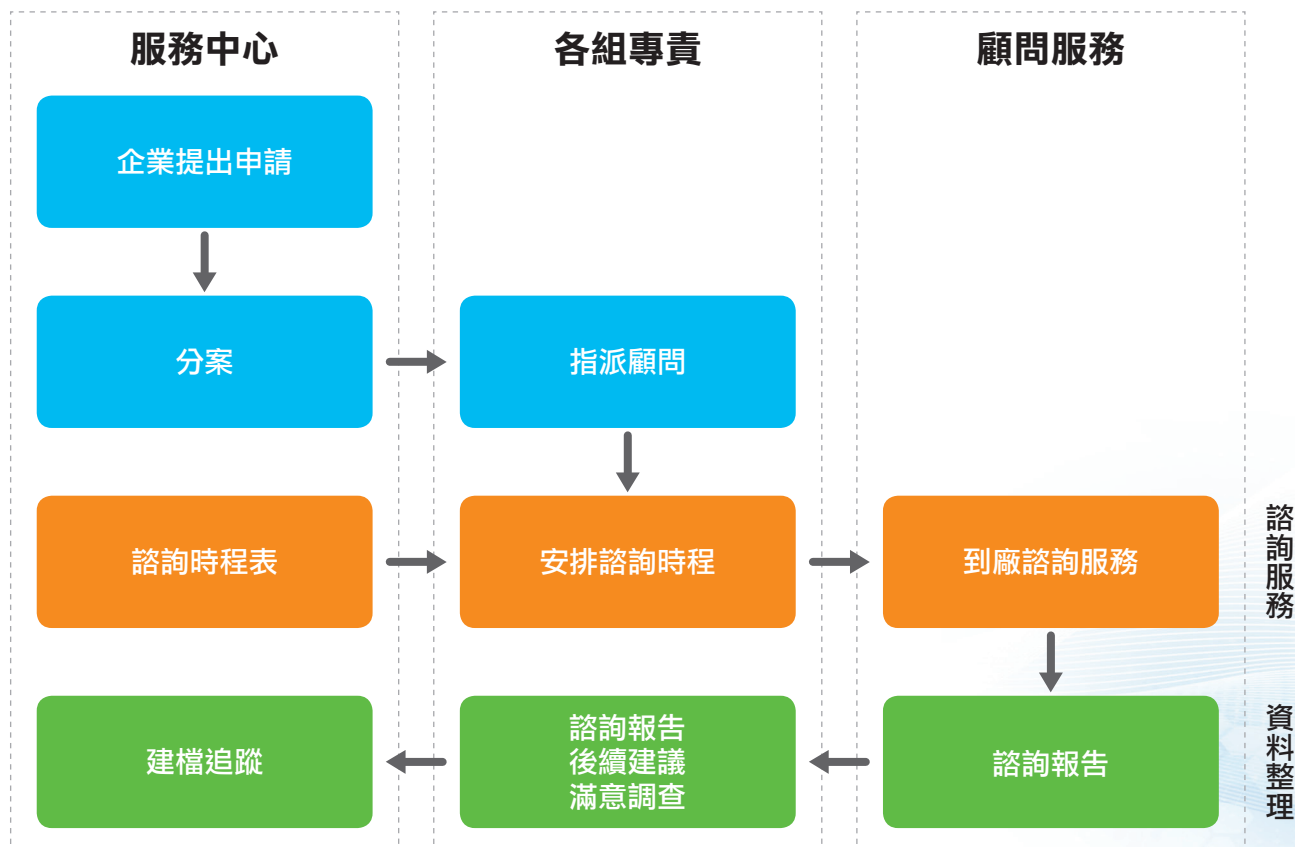 服務中心
各組專責
顧問服務
企業提出申請
分案
指派顧問
諮詢時程表
安排諮詢時程
到廠諮詢服務
諮詢服務
建檔追蹤
諮詢報告
後續建議
滿意調查
諮詢報告
資料整理